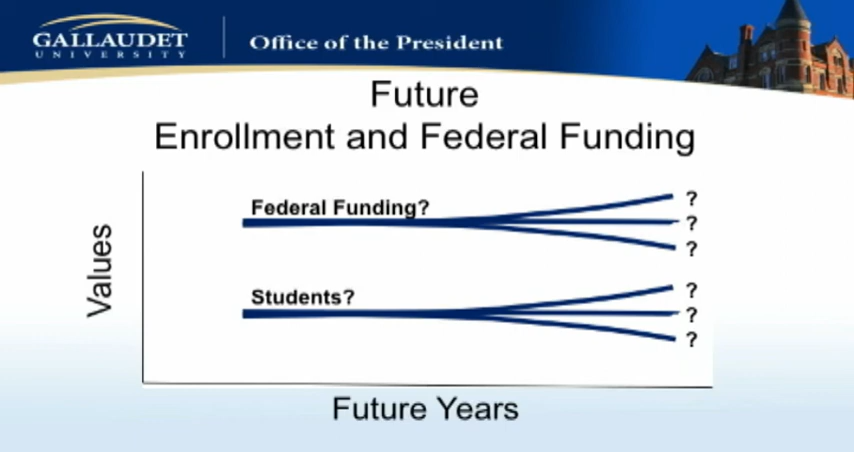 GALLAUDET
UNIVERSITY
Office of the President
Future
Enrollment and Federal Funding
Values
Federal Funding?
?
?
?
Students?
?
?
?
Future Years